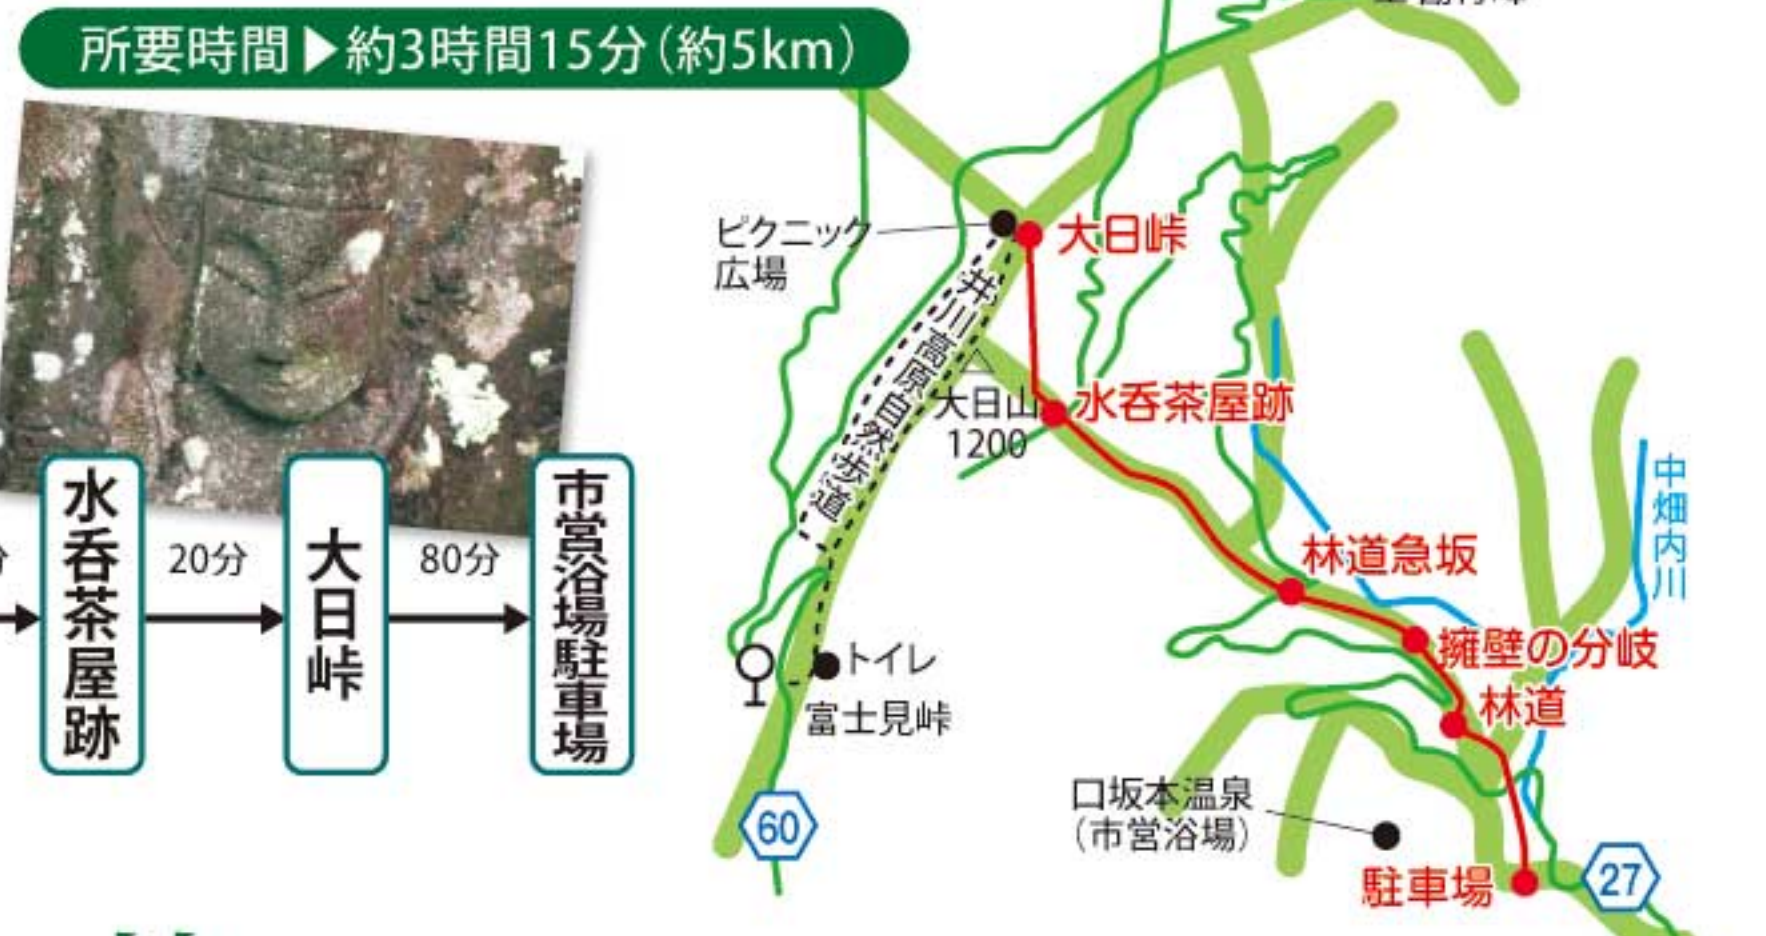 所要時間▶約3時間15分(約5km)
水呑茶屋跡
20分
大日峠
80分
市営浴場駐車場
ピクニック
広場
大日峠
井川高原自然歩道
大日山
1200
水呑茶屋跡
中畑内川
林道急坂
擁壁の分岐
林道
トイレ
富士見峠
口坂本温泉
(市営浴場)
駐車場
60
27